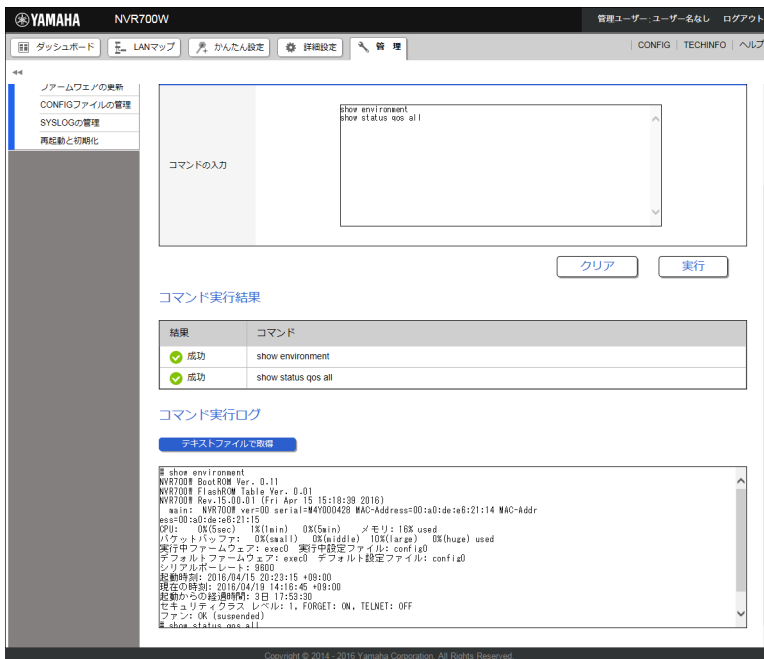 YAMAHA NVR700W 管理ユーザー:ユーザー名なし ログアウト
ダッシュボード LANマップ かんたん設定 詳細設定 管理 CONFIG TECHINFO ヘルプ
ファームウェアの更新
CONFIGファイルの管理
SYSLOGの管理
再起動と初期化
コマンドの入力
show environment
show status qos all
クリア 実行
コマンド実行結果
結果 コマンド
成功 show environment
成功 show status qos all
コマンド実行ログ
テキストファイルで取得
# show environment
NVR700W BootROM Ver. 0.11
NVR700W FlashROM Table Ver. 0.01
NVR700W Rev.15.00.01 (Fri Apr 15 15:18:39 2016)
main: NVR700W ver=00 serial=M4Y000428 MAC-Address=00:a0:de:e6:21:14 MAC-Addr
ess=00:a0:de:e6:21:15
CPU: 0%(5sec) 1%(1min) 0%(5min) メモリ: 16% used
パケットバッファ: 0%(small) 0%(middle) 10%(large) 0%(huge) used
実行中ファームウェア: exec0 実行中設定ファイル: config0
デフォルトファームウェア: exec0 デフォルト設定ファイル: config0
シリアルボーレート: 9600
起動時刻: 2016/04/15 20:23:15 +09:00
現在の時刻: 2016/04/19 14:16:45 +09:00
起動からの経過時間: 3日 17:53:30
セキュリティクラス レベル: 1, FORGET: ON, TELNET: OFF
ファン: OK (suspended)
# show status qos all
Copyright © 2014 - 2016 Yamaha Corporation. All Rights Reserved.